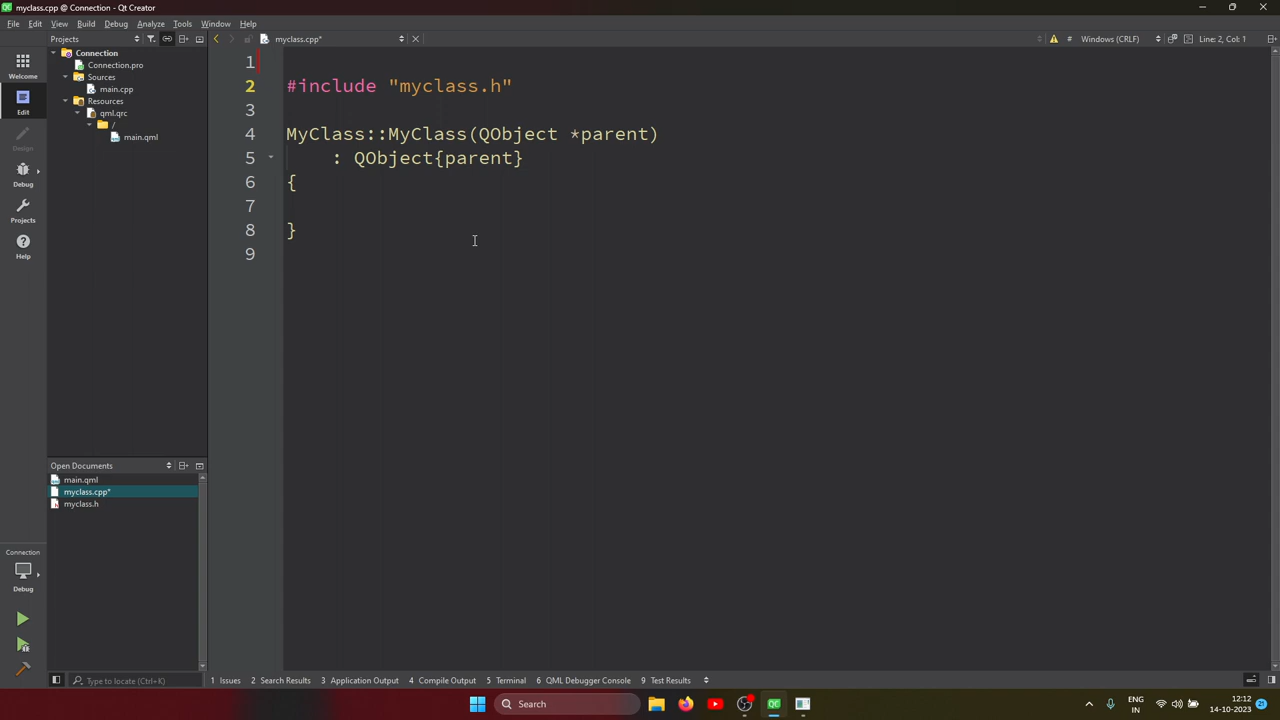 myclass.cpp @ Connection - Qt Creator
File Edit View Build Debug Analyze Tools Window Help
Projects
myclass.cpp*
# Windows (CRLF) Line: 2, Col: 1
Welcome
Edit
Design
Debug
Projects
Help
Connection
Connection.pro
Sources
main.cpp
Resources
qml.qrc
/
main.qml
1
2 #include "myclass.h"
3
4 MyClass::MyClass(QObject *parent)
5 : QObject{parent}
6 {
7
8 }
9
Open Documents
main.qml
myclass.cpp*
myclass.h
Connection
Debug
Type to locate (Ctrl+K)
1 Issues 2 Search Results 3 Application Output 4 Compile Output 5 Terminal 6 QML Debugger Console 9 Test Results
Search
ENG
IN
12:12
14-10-2023